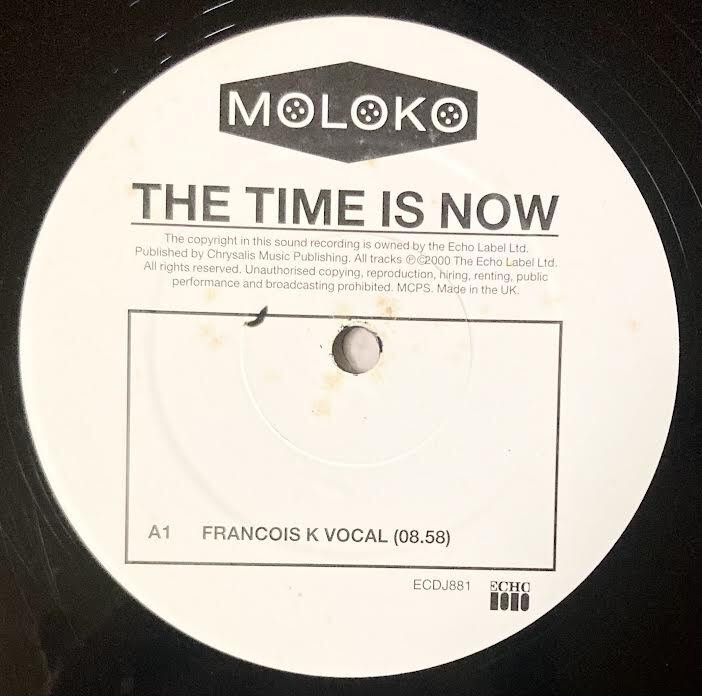 MOLOKO
THE TIME IS NOW
The copyright in this sound recording is owned by the Echo Label Ltd.
Published by Chrysalis Music Publishing. All tracks ℗©2000 The Echo Label Ltd.
All rights reserved. Unauthorised copying, reproduction, hiring, renting, public
performance and broadcasting prohibited. MCPS. Made in the UK.
A1 FRANCOIS K VOCAL (08.58)
ECDJ881 ECHO